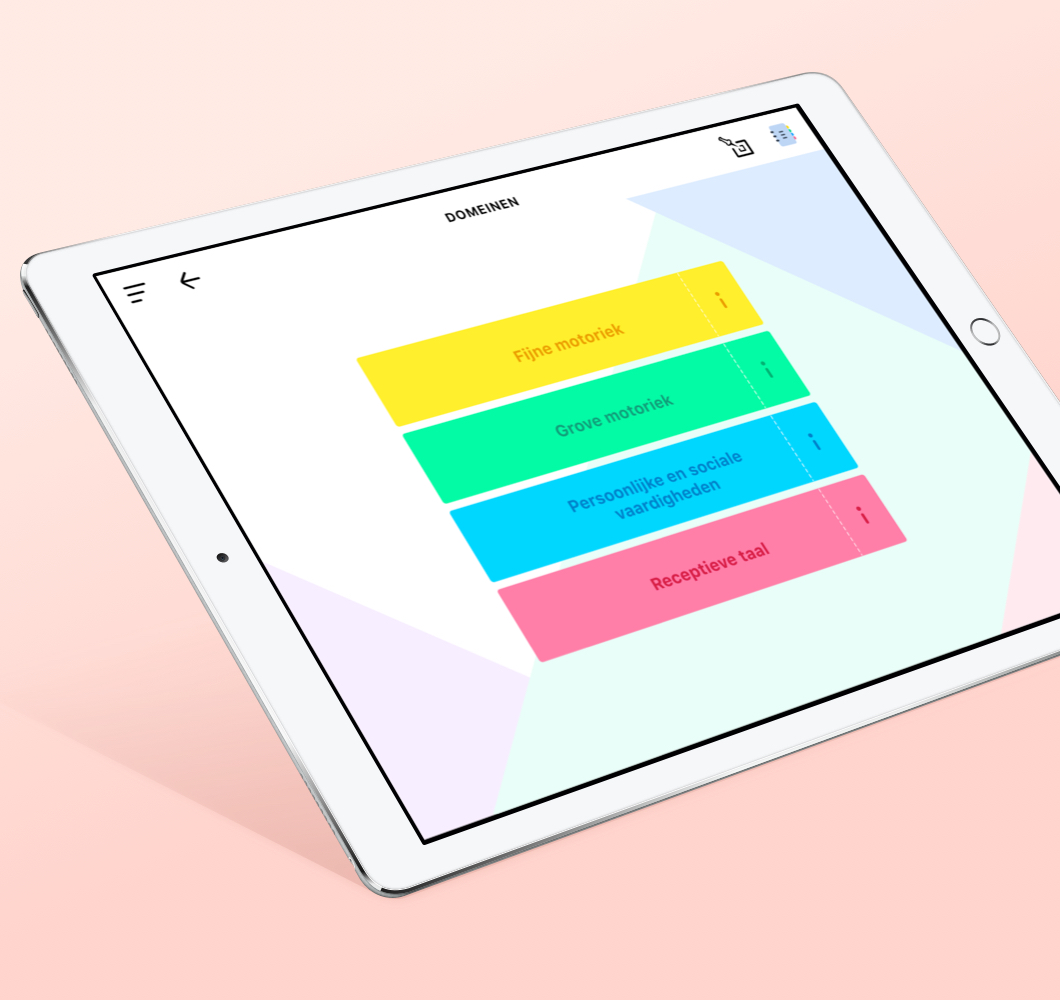 DOMEINEN
Fijne motoriek
i
Grove motoriek
i
Persoonlijke en sociale
vaardigheden
i
Receptieve taal
i